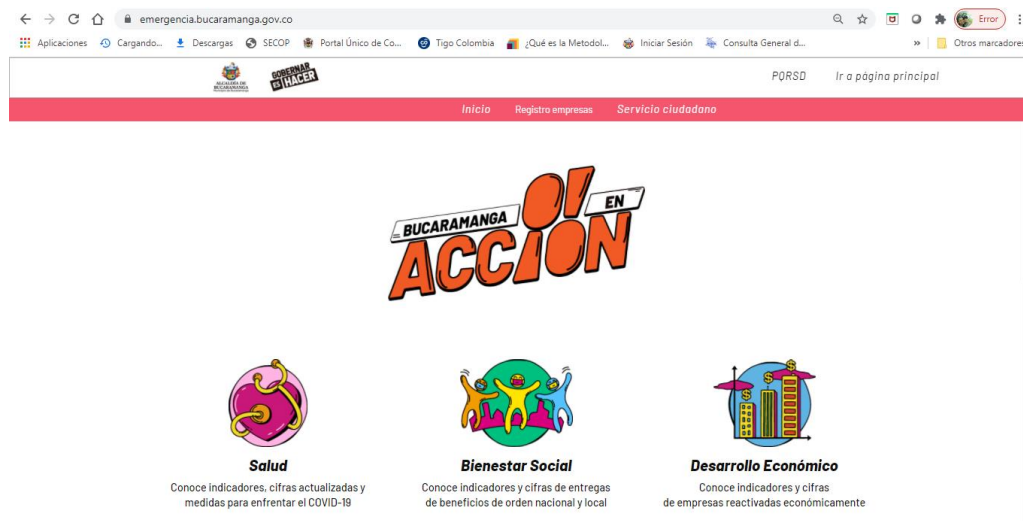 emergencia.bucaramanga.gov.co
Error
Aplicaciones Cargando... Descargas SECOP Portal Único de Co... Tigo Colombia ¿Qué es la Metodol... Iniciar Sesión Consulta General d... » Otros marcadores
ALCALDÍA DE
BUCARAMANGA
GOBERNAR
ES HACER
PQRSD Ir a página principal
Inicio Registro empresas Servicio ciudadano
BUCARAMANGA
EN
ACCIÓN
Salud
Conoce indicadores, cifras actualizadas y
medidas para enfrentar el COVID-19
Bienestar Social
Conoce indicadores y cifras de entregas
de beneficios de orden nacional y local
Desarrollo Económico
Conoce indicadores y cifras
de empresas reactivadas económicamente